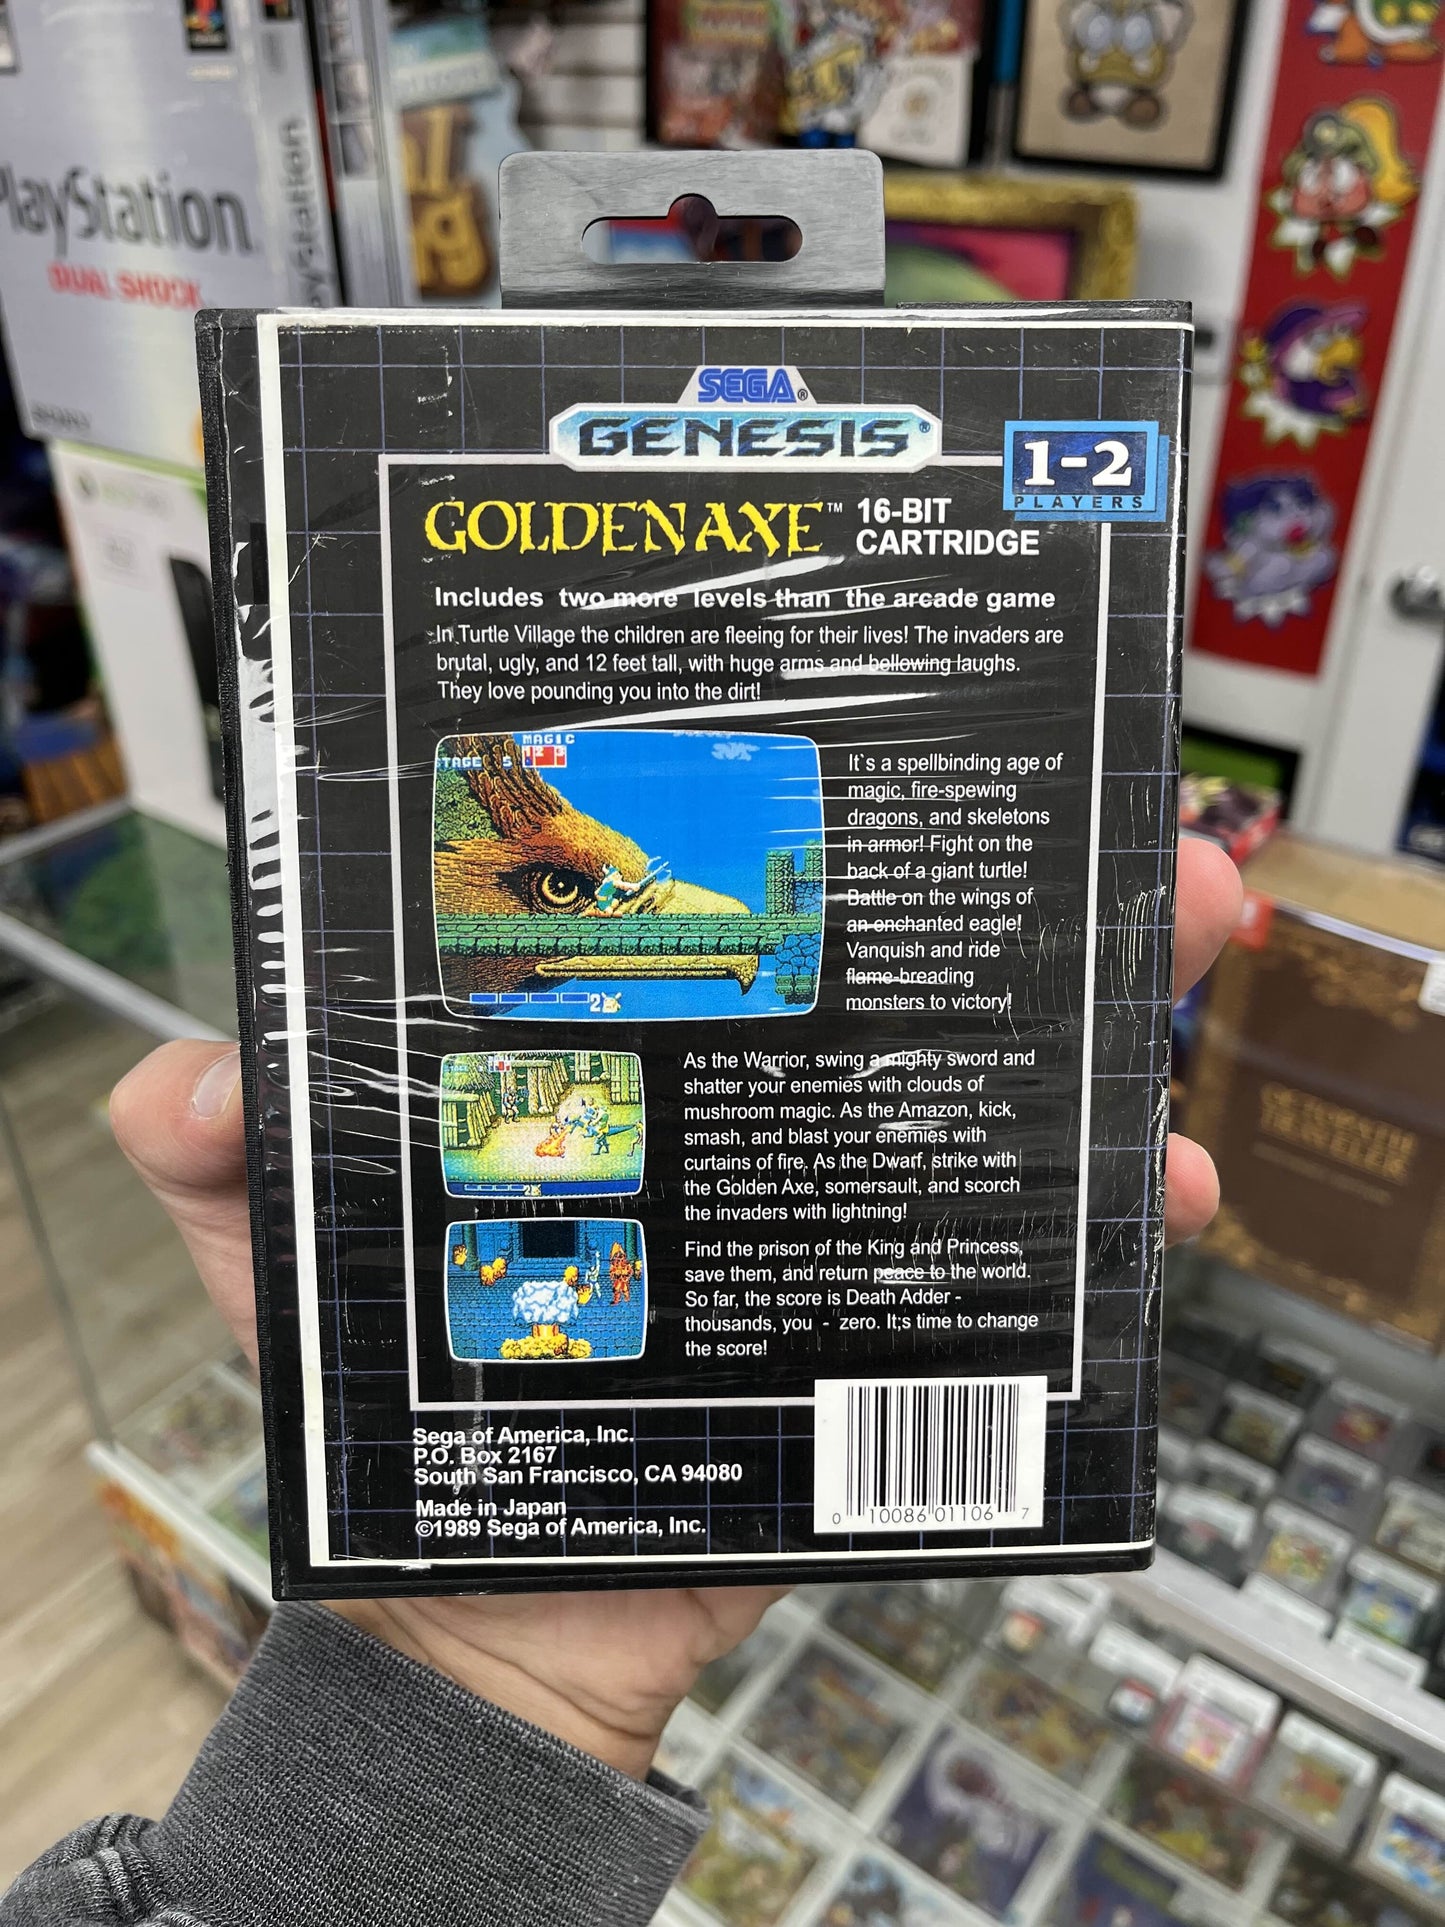 PlayStation
DUAL SHOCK
PlayStation
SEGA®
GENESIS®
1-2
PLAYERS
GOLDEN AXE™ 16-BIT
CARTRIDGE
Includes two more levels than the arcade game
In Turtle Village the children are fleeing for their lives! The invaders are
brutal, ugly, and 12 feet tall, with huge arms and bellowing laughs.
They love pounding you into the dirt!
MAGIC
STAGE 5 1 2 3
2
It`s a spellbinding age of
magic, fire-spewing
dragons, and skeletons
in armor! Fight on the
back of a giant turtle!
Battle on the wings of
an enchanted eagle!
Vanquish and ride
flame-breading
monsters to victory!
As the Warrior, swing a mighty sword and
shatter your enemies with clouds of
mushroom magic. As the Amazon, kick,
smash, and blast your enemies with
curtains of fire. As the Dwarf, strike with
the Golden Axe, somersault, and scorch
the invaders with lightning!
2
Find the prison of the King and Princess,
save them, and return peace to the world.
So far, the score is Death Adder -
thousands, you - zero. It;s time to change
the score!
Sega of America, Inc.
P.O. Box 2167
South San Francisco, CA 94080
Made in Japan
©1989 Sega of America, Inc.
0 10086 01106 7
OCTOPATH
TRAVELER